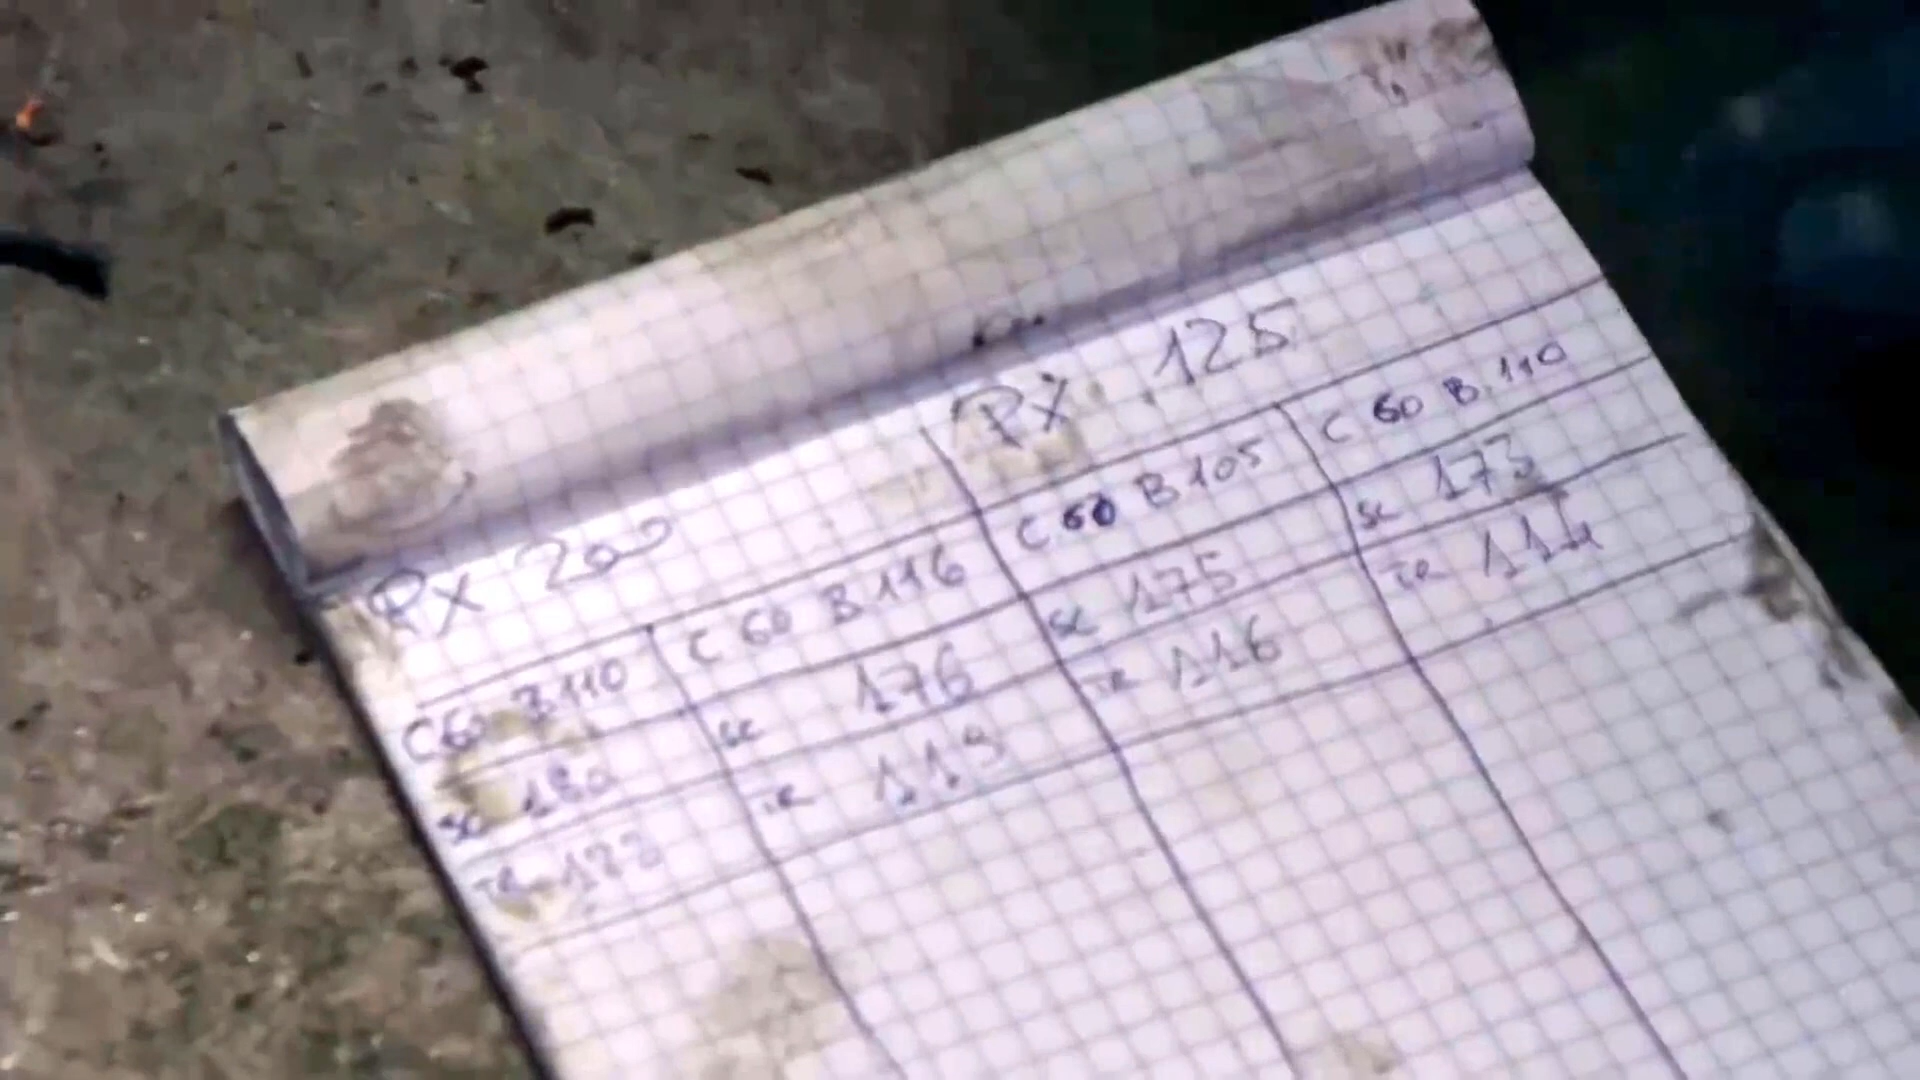 PX 200
PX 125
C 60 B 110
C 60 B 116
C 60 B 105
C 60 B. 110
SC 180
SC 176
SC 175
SC 173
TR 122
TR 119
TR 116
TR 114